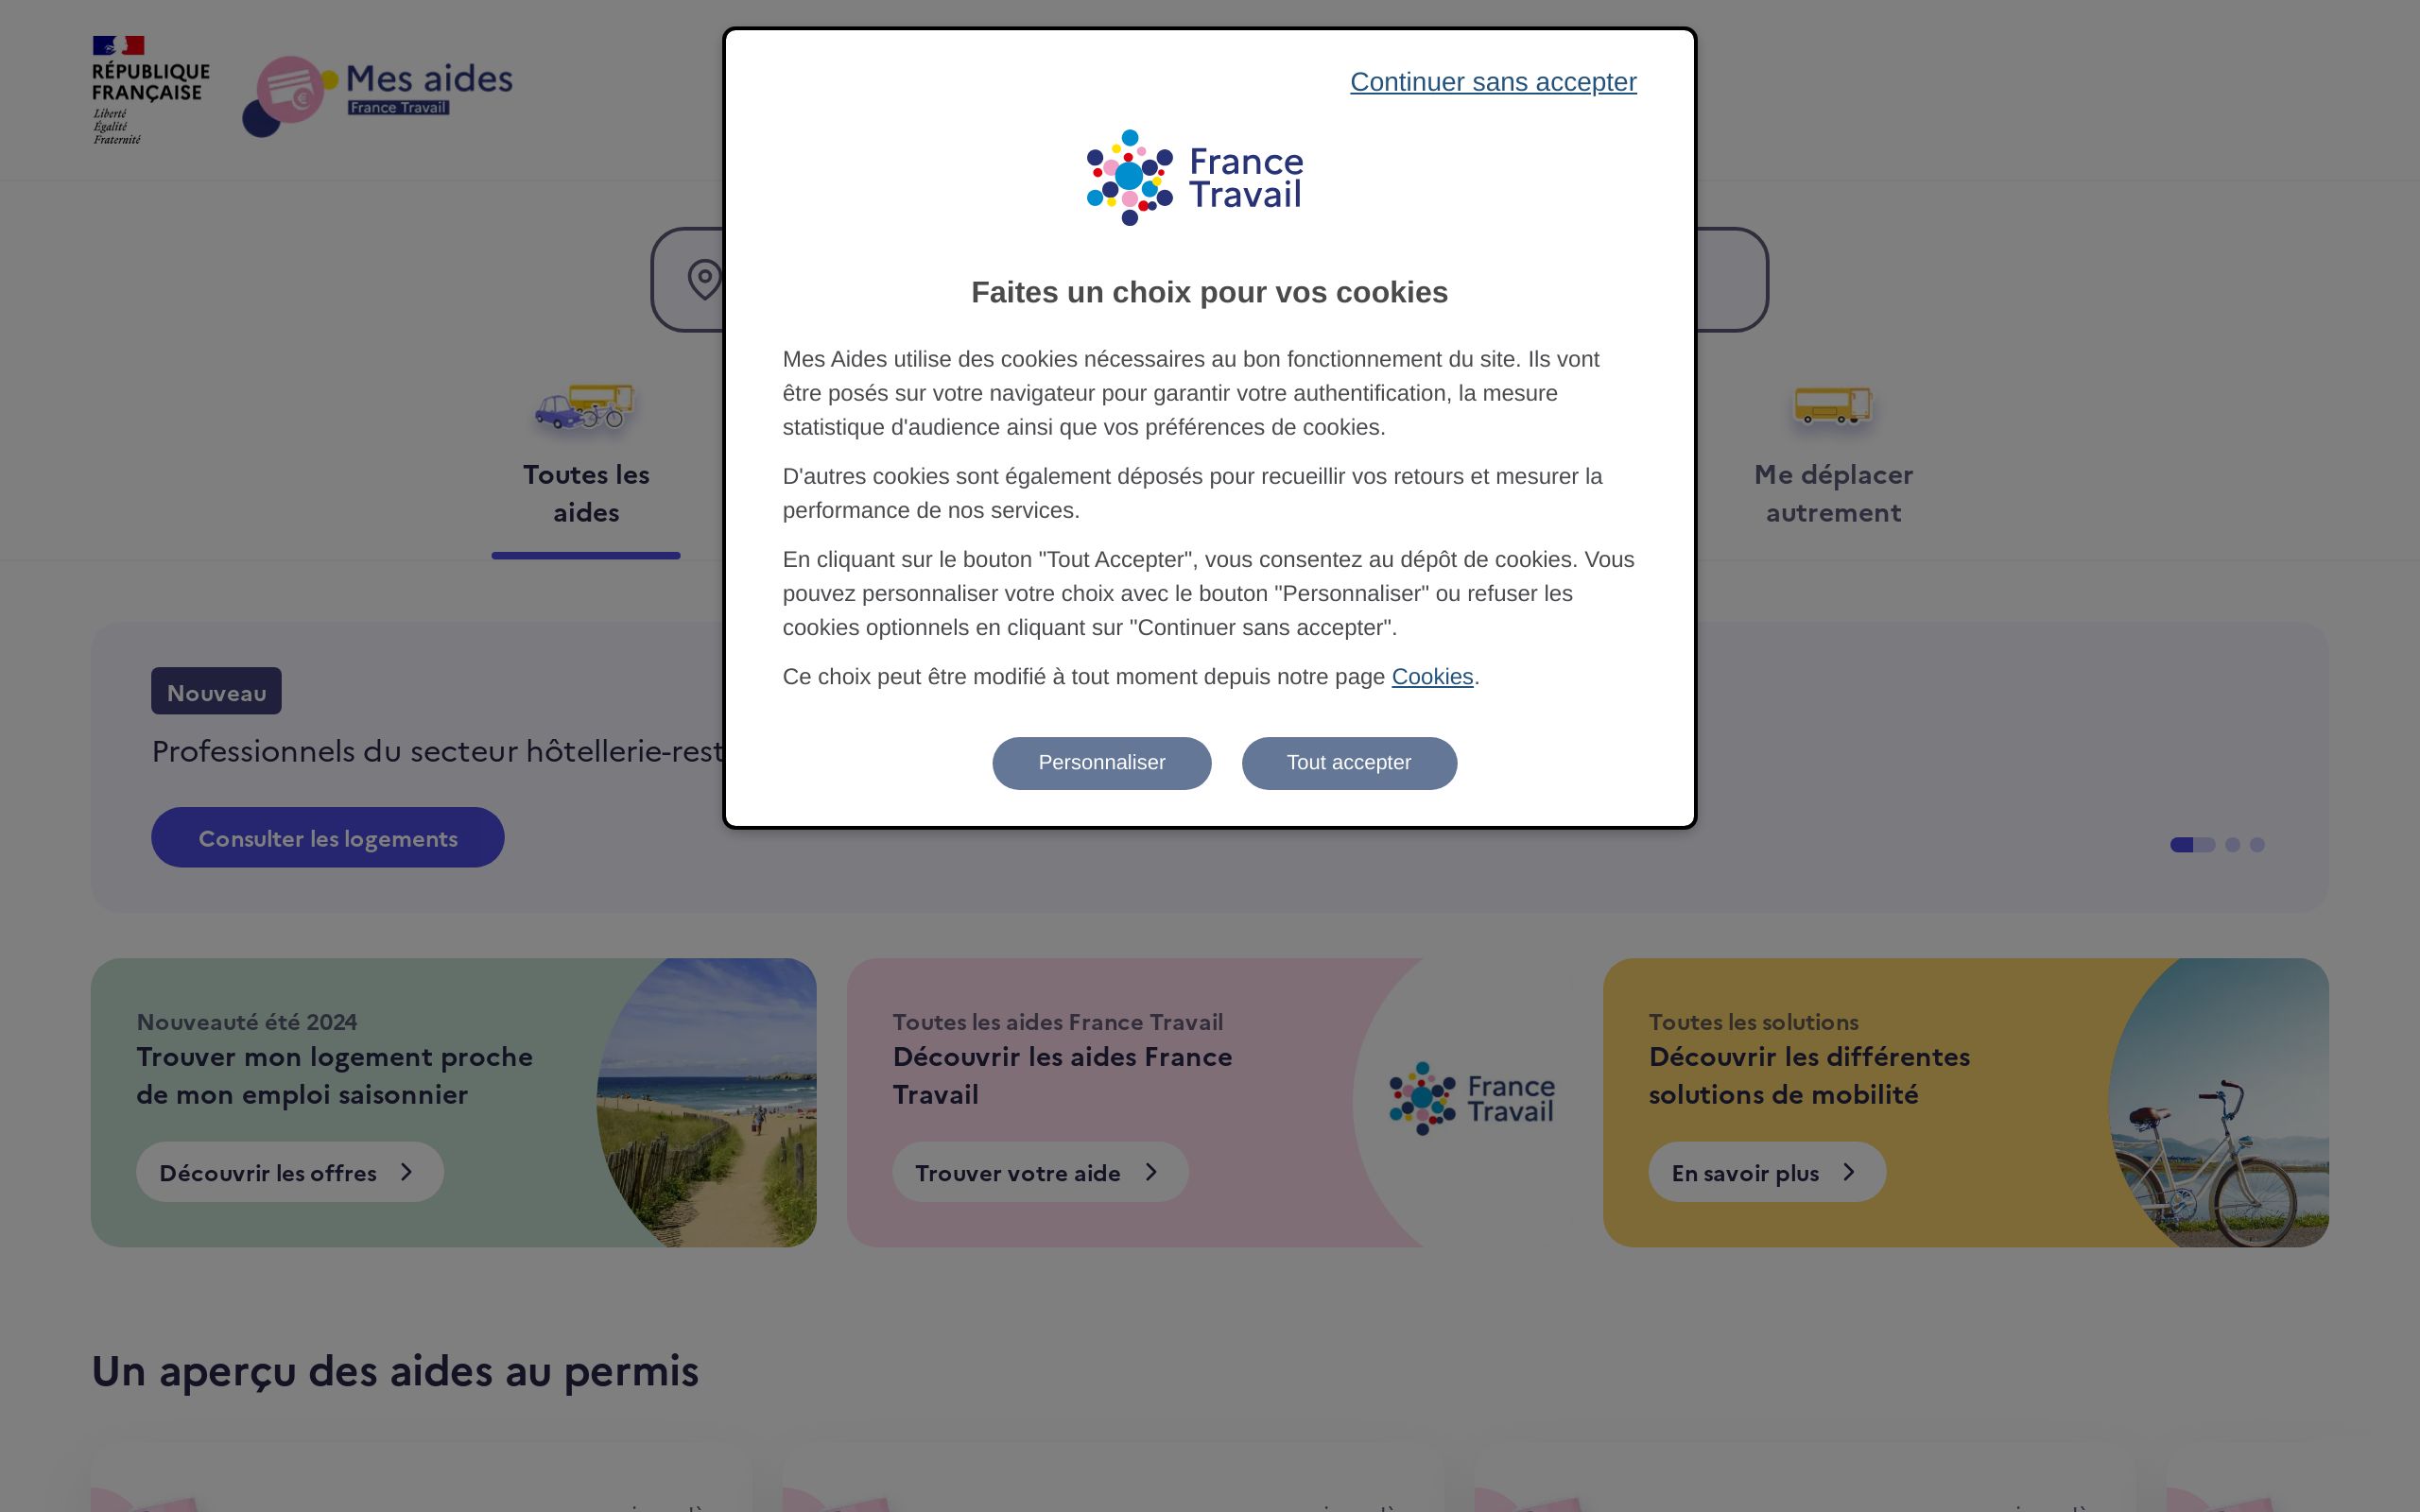 RÉPUBLIQUE
FRANÇAISE
Liberté
Égalité
Fraternité
Mes aides
France Travail
Continuer sans accepter
France
Travail
Faites un choix pour vos cookies
Mes Aides utilise des cookies nécessaires au bon fonctionnement du site. Ils vont
être posés sur votre navigateur pour garantir votre authentification, la mesure
statistique d'audience ainsi que vos préférences de cookies.
D'autres cookies sont également déposés pour recueillir vos retours et mesurer la
performance de nos services.
En cliquant sur le bouton "Tout Accepter", vous consentez au dépôt de cookies. Vous
pouvez personnaliser votre choix avec le bouton "Personnaliser" ou refuser les
cookies optionnels en cliquant sur "Continuer sans accepter".
Ce choix peut être modifié à tout moment depuis notre page Cookies.
Personnaliser
Tout accepter
Toutes les
aides
Me déplacer
autrement
Nouveau
Professionnels du secteur hôtellerie-rest
Consulter les logements
Nouveauté été 2024
Trouver mon logement proche
de mon emploi saisonnier
Découvrir les offres
Toutes les aides France Travail
Découvrir les aides France
Travail
Trouver votre aide
France
Travail
Toutes les solutions
Découvrir les différentes
solutions de mobilité
En savoir plus
Un aperçu des aides au permis